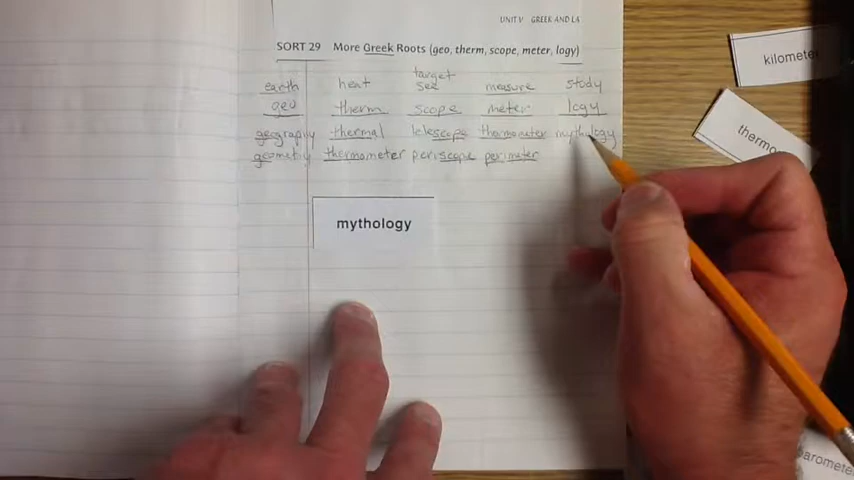 UNIT V GREEK AND LA
SORT 29 More Greek Roots (geo, therm, scope, meter, logy)
earth heat target see measure study
geo therm scope meter logy
geography thermal telescope thermometer mythology
geometry thermometer periscope perimeter
mythology
kilometer
thermo
barometer